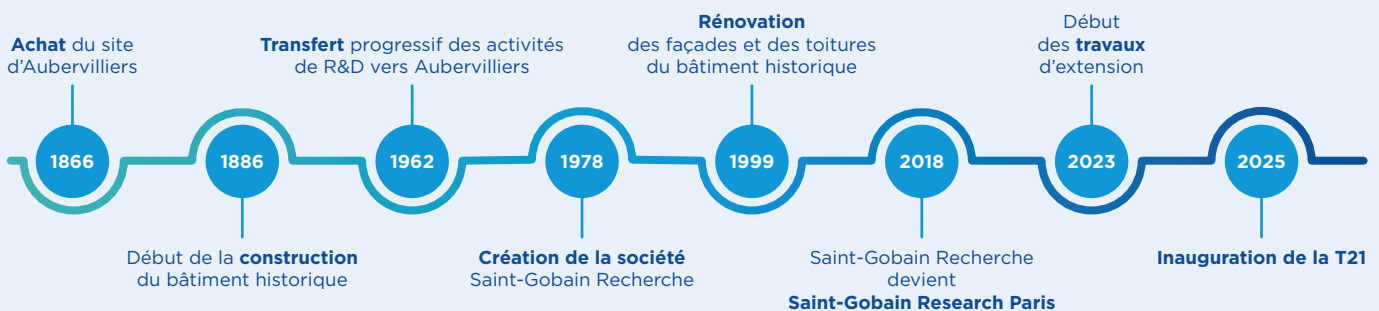 Achat du site
d'Aubervilliers
1866
1886
Début de la construction
du bâtiment historique
Transfert progressif des activités
de R&D vers Aubervilliers
1962
1978
Création de la société
Saint-Gobain Recherche
Rénovation
des façades et des toitures
du bâtiment historique
1999
2018
Saint-Gobain Recherche
devient
Saint-Gobain Research Paris
Début
des travaux
d'extension
2023
2025
Inauguration de la T21